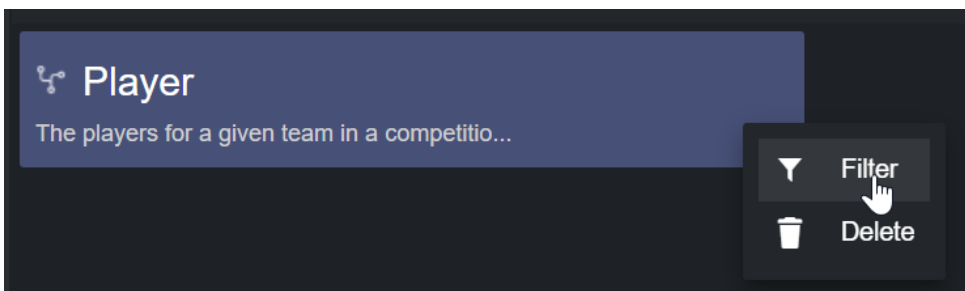 Player
The players for a given team in a competitio...
Filter
Delete